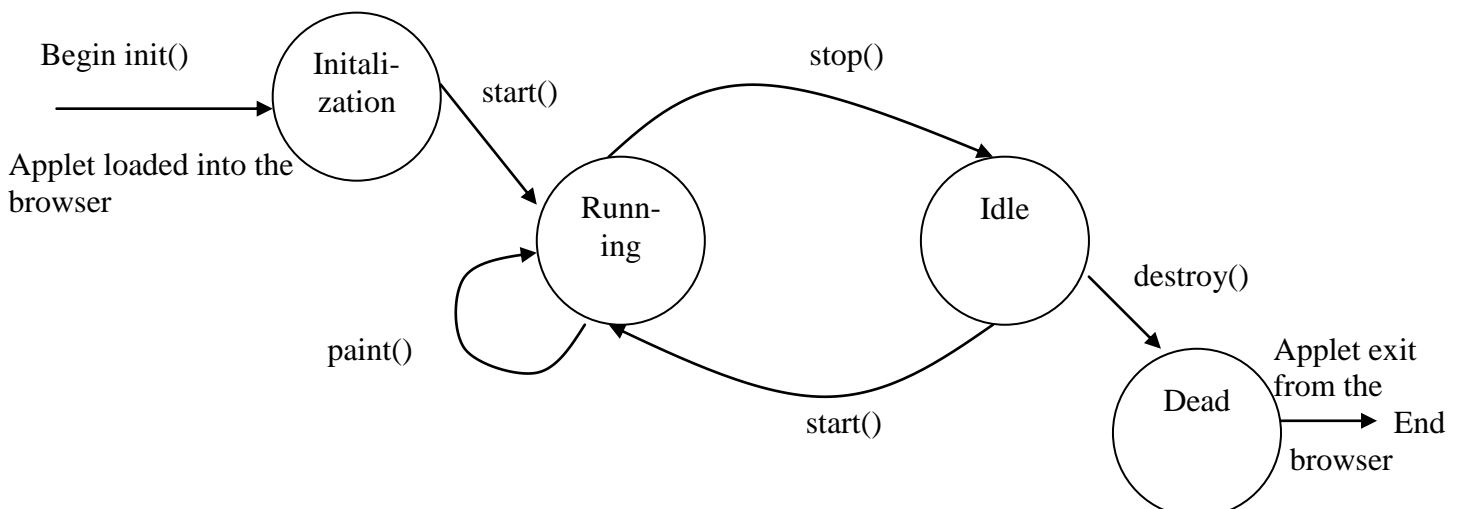 Begin init()
Applet loaded into the
browser
Initali-
zation
start()
stop()
Runn-
ing
paint()
Idle
start()
destroy()
Dead
Applet exit
from the
End
browser